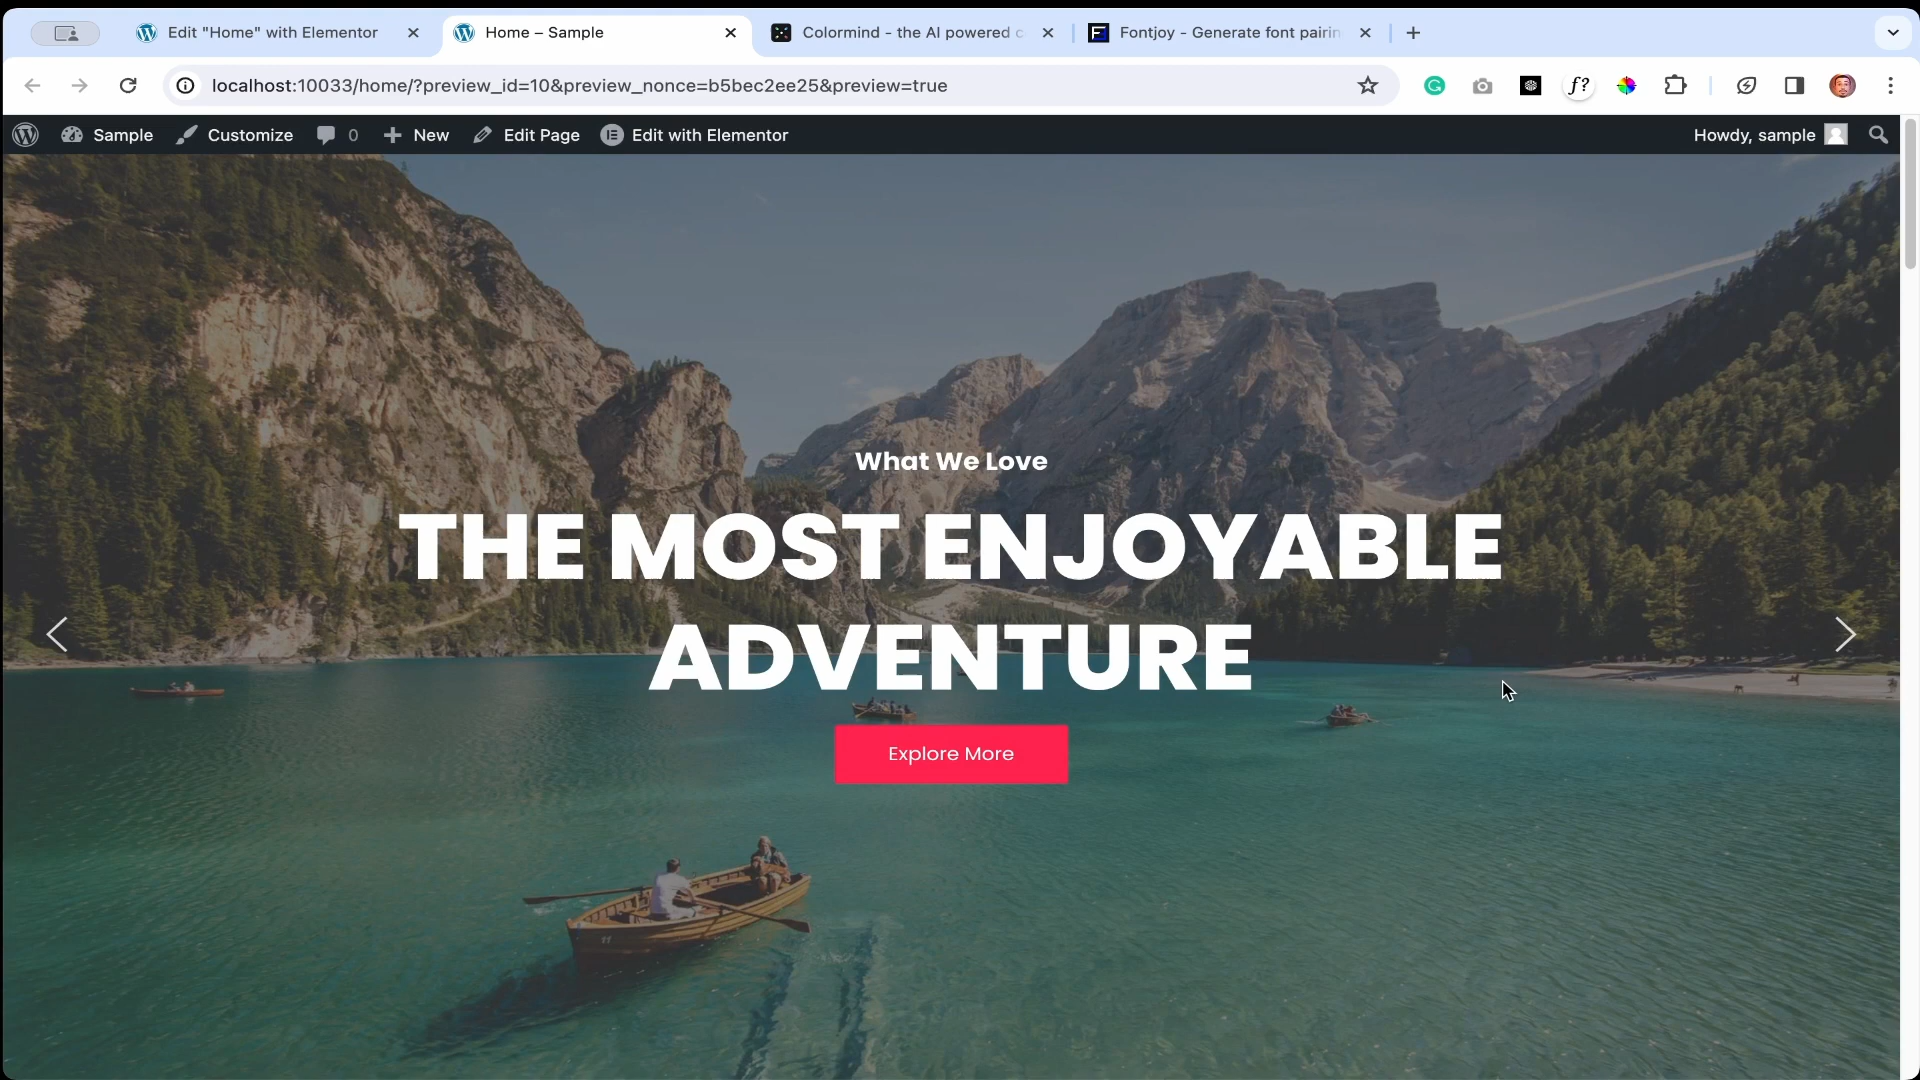 Edit "Home" with Elementor
Home – Sample
Colormind - the AI powered c
Fontjoy - Generate font pairin
localhost:10033/home/?preview_id=10&preview_nonce=b5bec2ee25&preview=true
f?
Sample
Customize
0
New
Edit Page
Edit with Elementor
Howdy, sample
What We Love
THE MOST ENJOYABLE
ADVENTURE
Explore More